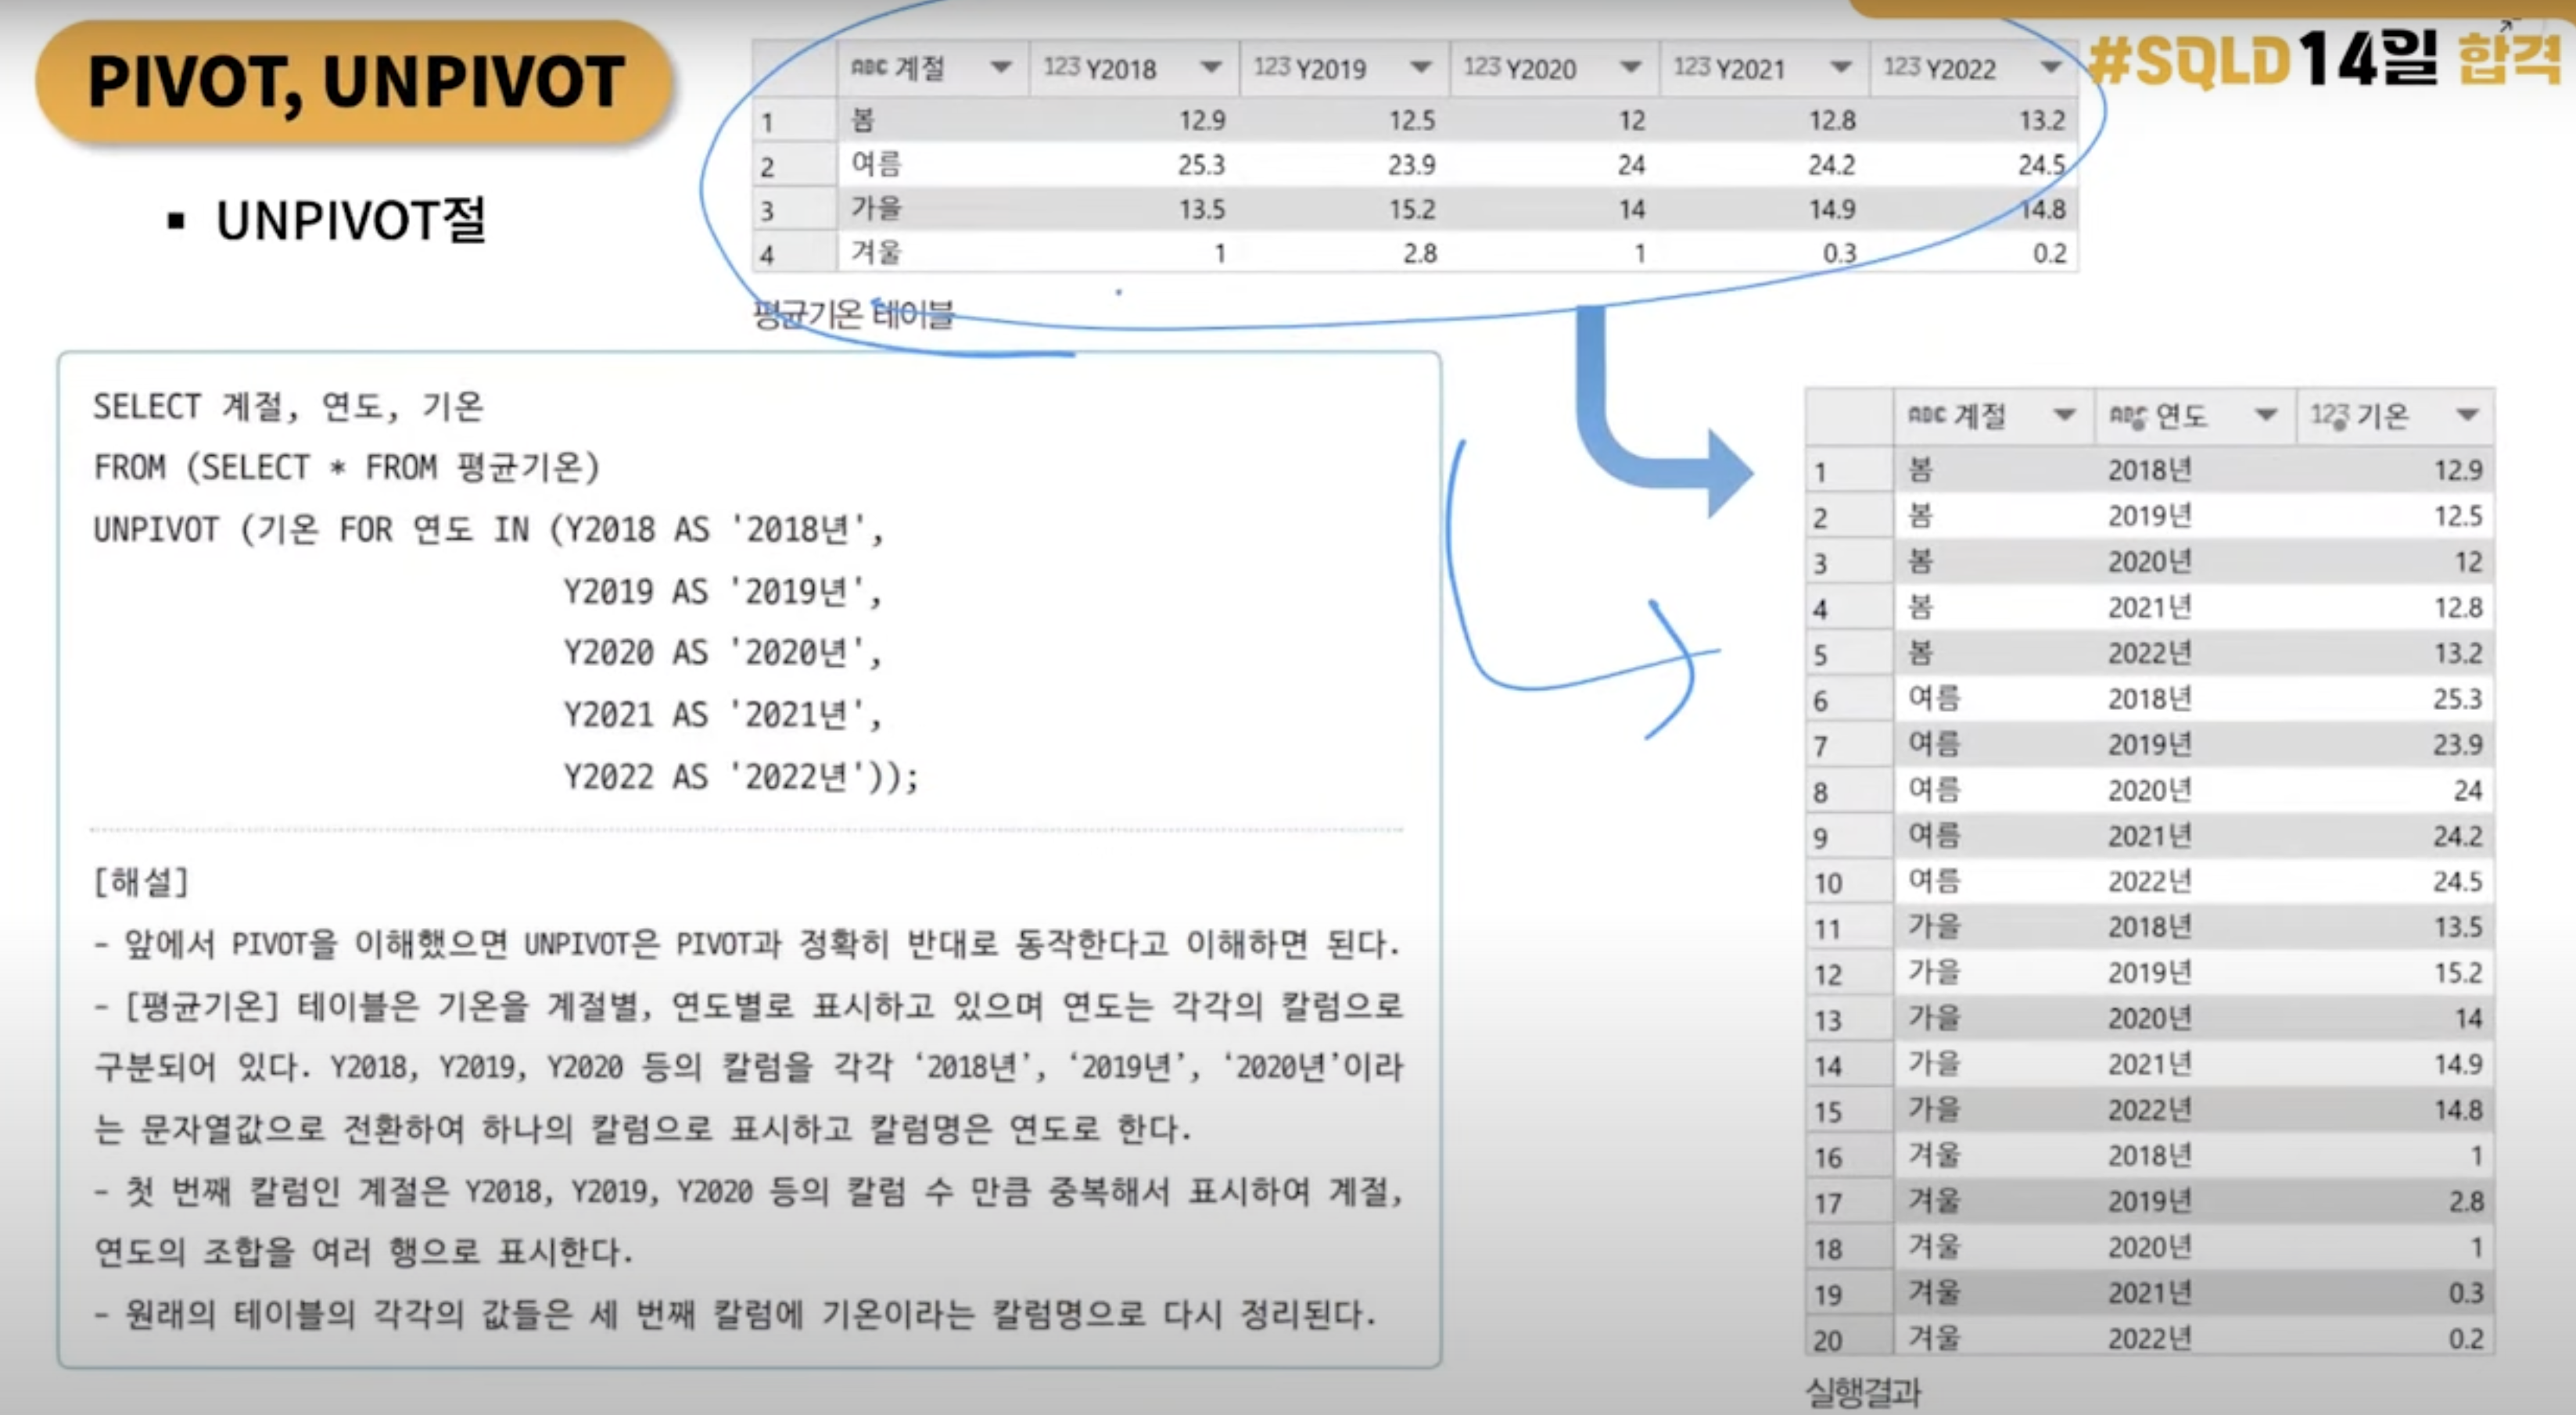 PIVOT, UNPIVOT
#SQLD14일 합격
▪ UNPIVOT절
ABC 계절 123 Y2018 123 Y2019 123 Y2020 123 Y2021 123 Y2022
1 봄 12.9 12.5 12 12.8 13.2
2 여름 25.3 23.9 24 24.2 24.5
3 가을 13.5 15.2 14 14.9 14.8
4 겨울 1 2.8 1 0.3 0.2
평균기온 테이블
SELECT 계절, 연도, 기온
FROM (SELECT * FROM 평균기온)
UNPIVOT (기온 FOR 연도 IN (Y2018 AS '2018년',
Y2019 AS '2019년',
Y2020 AS '2020년',
Y2021 AS '2021년',
Y2022 AS '2022년'));
[해설]
- 앞에서 PIVOT을 이해했으면 UNPIVOT은 PIVOT과 정확히 반대로 동작한다고 이해하면 된다.
- [평균기온] 테이블은 기온을 계절별, 연도별로 표시하고 있으며 연도는 각각의 칼럼으로
구분되어 있다. Y2018, Y2019, Y2020 등의 칼럼을 각각 ‘2018년’, ‘2019년’, ‘2020년’이라
는 문자열값으로 전환하여 하나의 칼럼으로 표시하고 칼럼명은 연도로 한다.
- 첫 번째 칼럼인 계절은 Y2018, Y2019, Y2020 등의 칼럼 수 만큼 중복해서 표시하여 계절,
연도의 조합을 여러 행으로 표시한다.
- 원래의 테이블의 각각의 값들은 세 번째 칼럼에 기온이라는 칼럼명으로 다시 정리된다.
ABC 계절 ABC 연도 123 기온
1 봄 2018년 12.9
2 봄 2019년 12.5
3 봄 2020년 12
4 봄 2021년 12.8
5 봄 2022년 13.2
6 여름 2018년 25.3
7 여름 2019년 23.9
8 여름 2020년 24
9 여름 2021년 24.2
10 여름 2022년 24.5
11 가을 2018년 13.5
12 가을 2019년 15.2
13 가을 2020년 14
14 가을 2021년 14.9
15 가을 2022년 14.8
16 겨울 2018년 1
17 겨울 2019년 2.8
18 겨울 2020년 1
19 겨울 2021년 0.3
20 겨울 2022년 0.2
실행결과